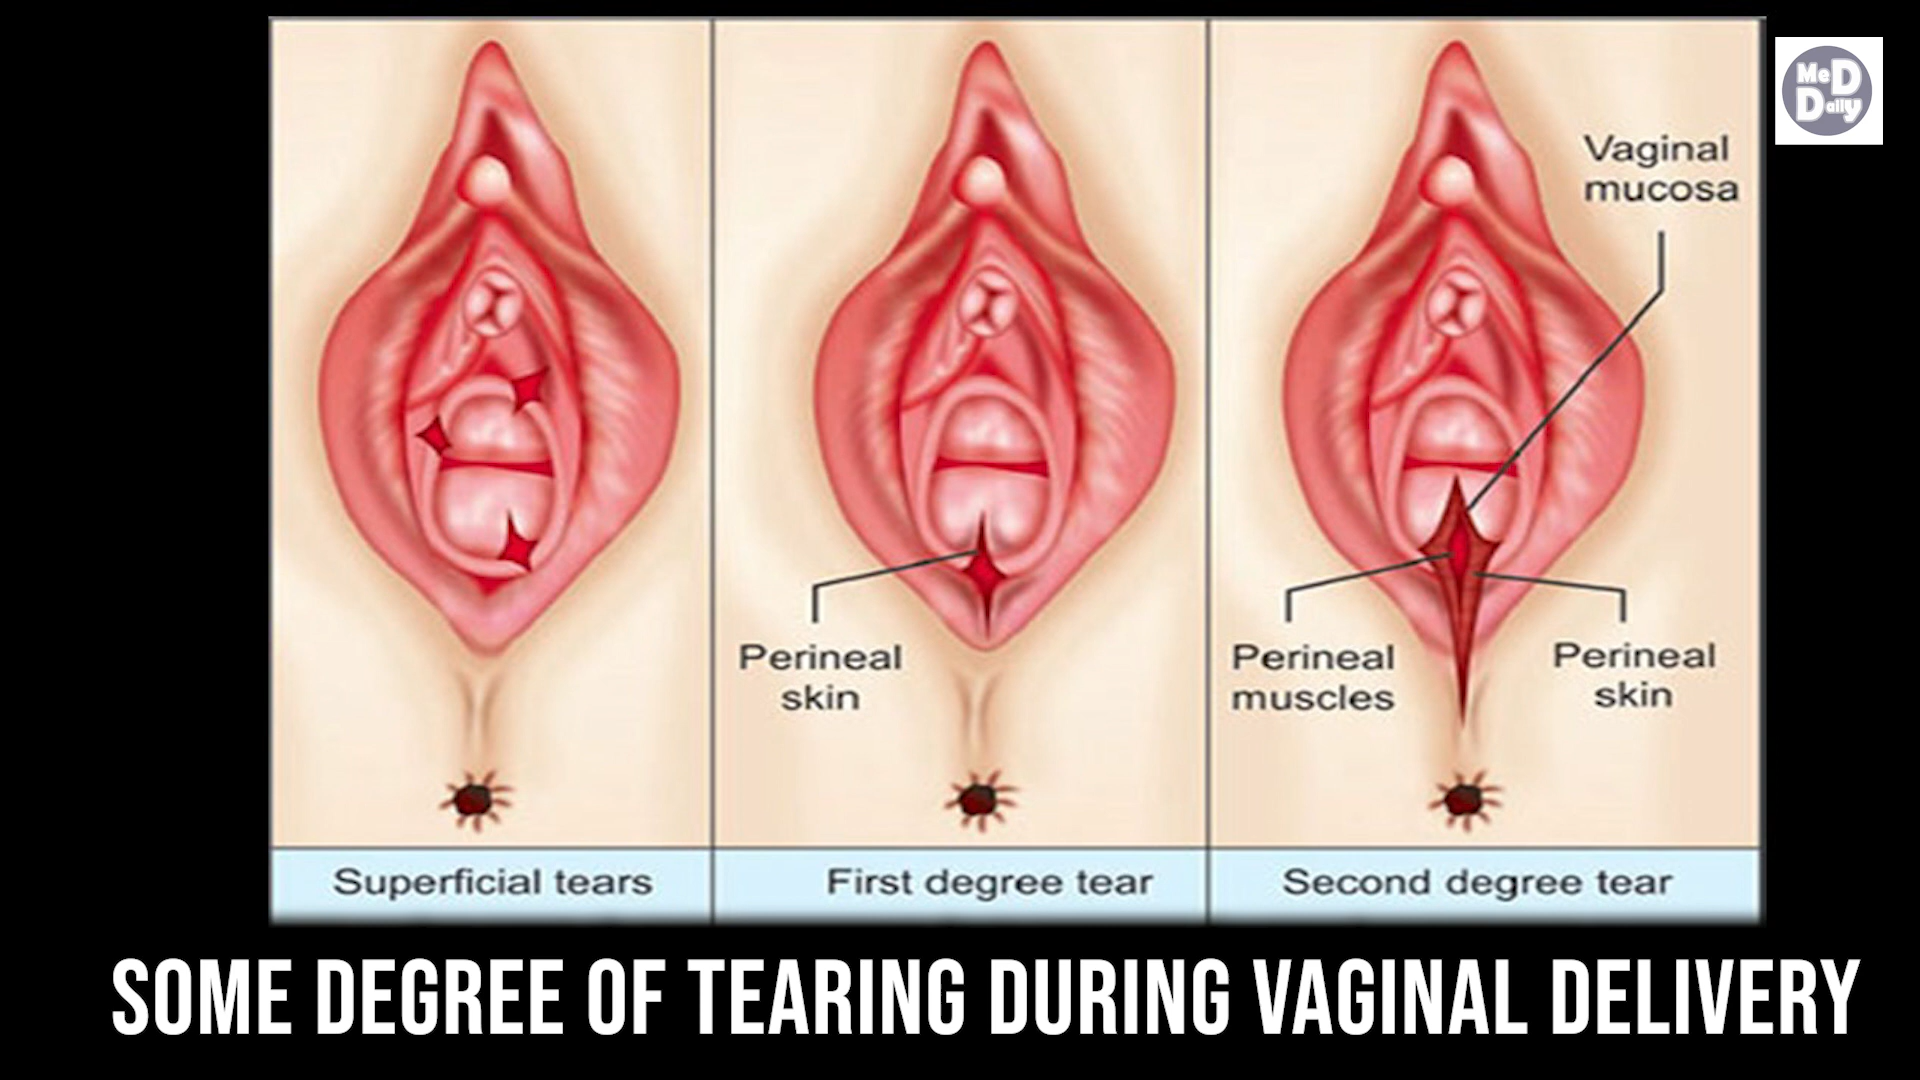 MeD
Daily
Vaginal
mucosa
Perineal
skin
Perineal
muscles
Perineal
skin
Superficial tears
First degree tear
Second degree tear
SOME DEGREE OF TEARING DURING VAGINAL DELIVERY